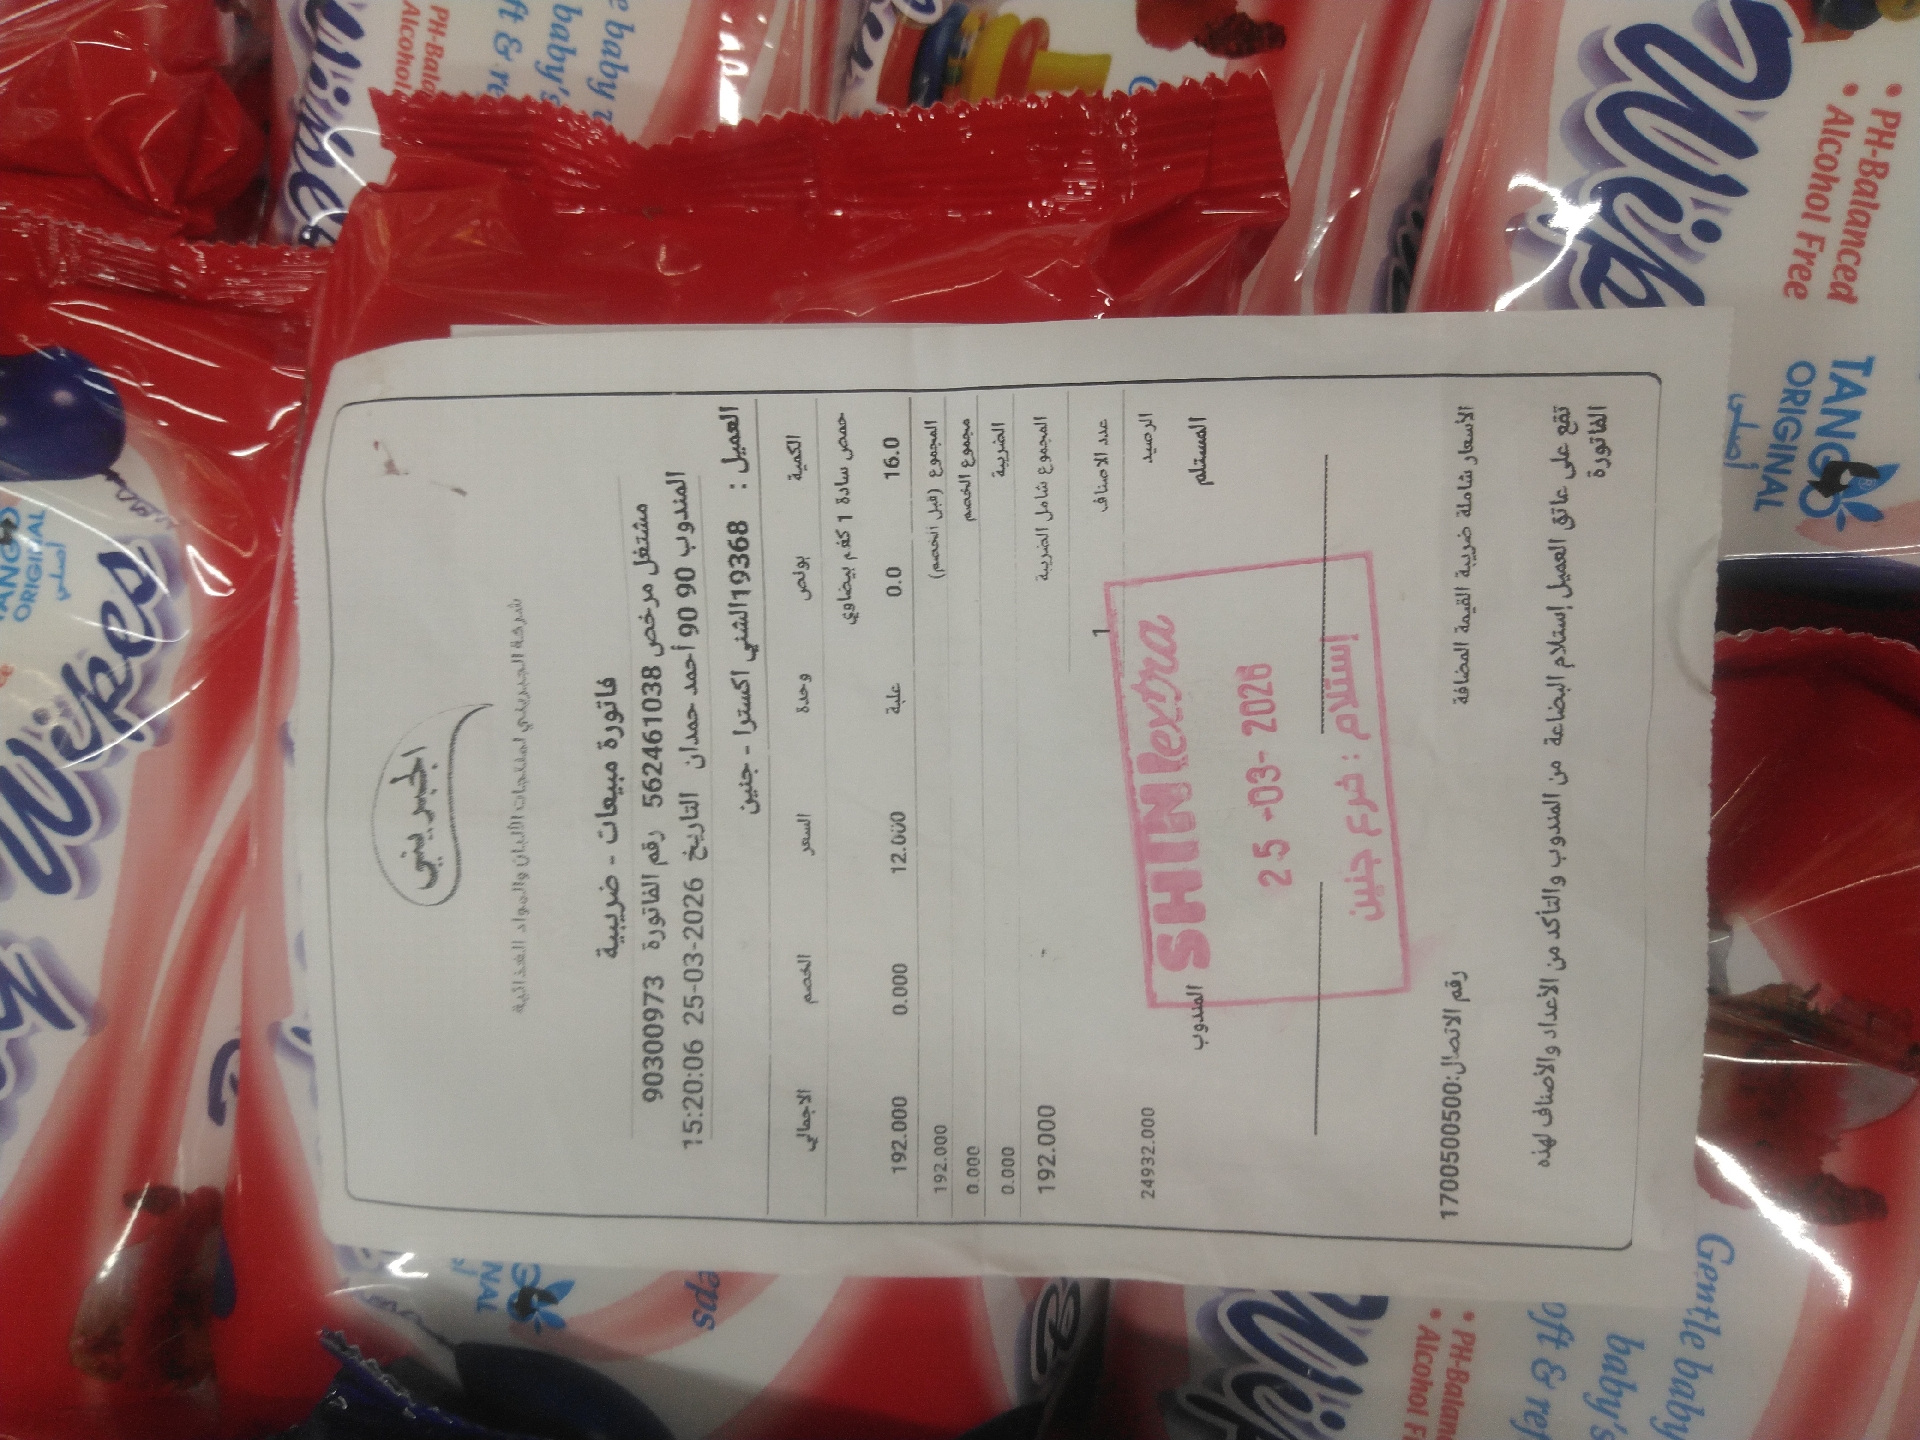 الجبريني
شركة الجبريني لمنتجات الألبان والمواد الغذائية
فاتورة مبيعات - ضريبية
مشتغل مرخص 562461038 رقم الفاتورة 90300973
المندوب 90 90 أحمد حمدان التاريخ 2026-03-25 15:20:06
العميل : 19368الشني اكسترا - جنين
الكمية بونص وحدة السعر الخصم الاجمالي
حمص سادة 1 كغم بيضاوي
16.0 0.0 علبة 12.000 0.000 192.000
المجموع (قبل الخصم) 192.000
مجموع الخصم 0.000
الضريبة 0.000
المجموع شامل الضريبة 192.000
عدد الاصناف 1
الرصيد 24932.000
المستلم المندوب
SHINI extra
25 -03- 2026
إستلام : فرع جنين
الأسعار شاملة ضريبة القيمة المضافة رقم الاتصال:1700500500
تقع على عاتق العميل إستلام البضاعة من المندوب والتأكد من الأعداد والأصناف لهذه
الفاتورة
Wipes
PH-Balanced
Alcohol Free
TANGO
ORIGINAL
أصلي
Gentle baby
baby's